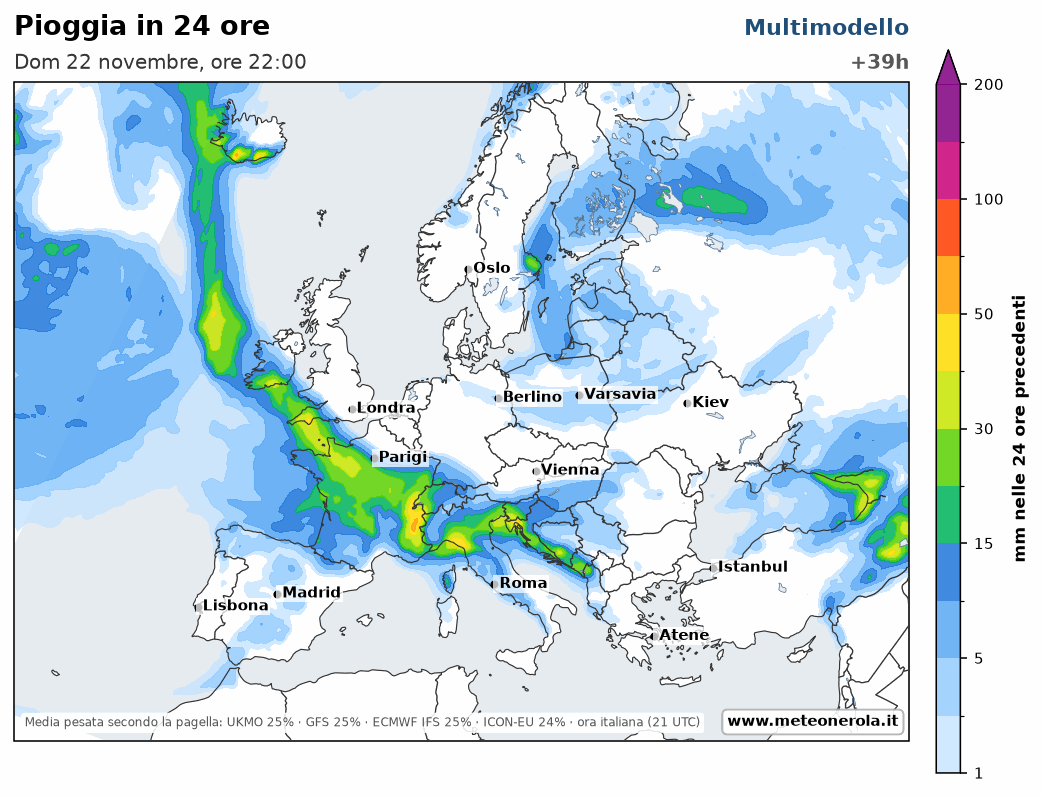 Pioggia in 24 ore
Multimodello
Dom 22 novembre, ore 22:00
+39h
200
100
50
30
15
5
1
mm nelle 24 ore precedenti
Oslo
Berlino
Varsavia
Kiev
Londra
Parigi
Vienna
Istanbul
Roma
Madrid
Lisbona
Atene
Media pesata secondo la pagella: UKMO 25% · GFS 25% · ECMWF IFS 25% · ICON-EU 24% · ora italiana (21 UTC)
www.meteonerola.it